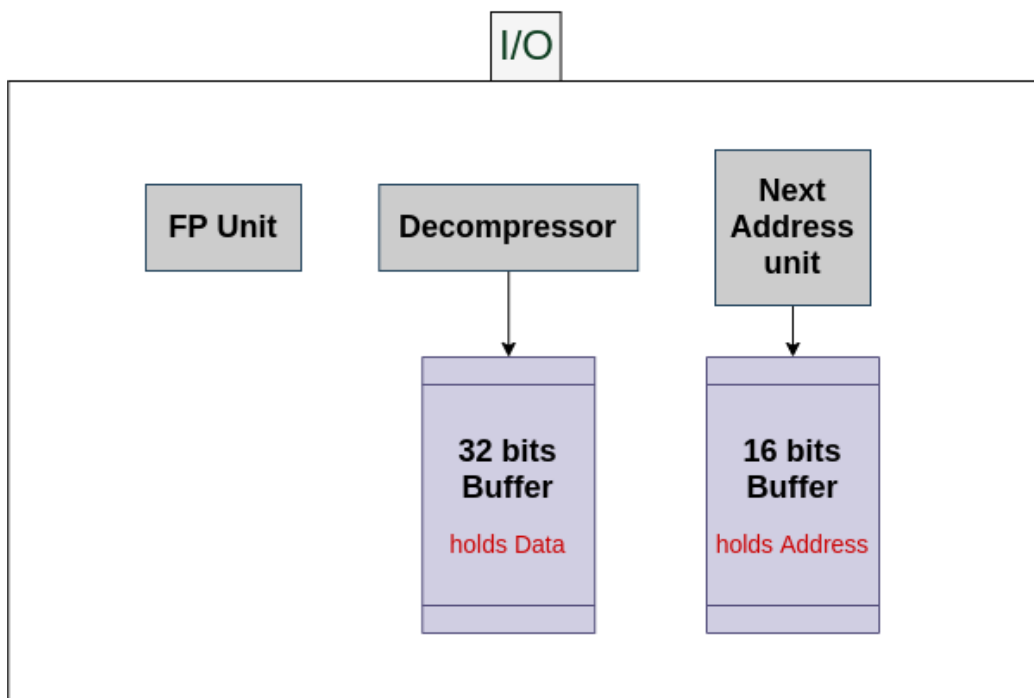 I/O
FP Unit
Decompressor
Next
Address
unit
32 bits
Buffer
holds Data
16 bits
Buffer
holds Address